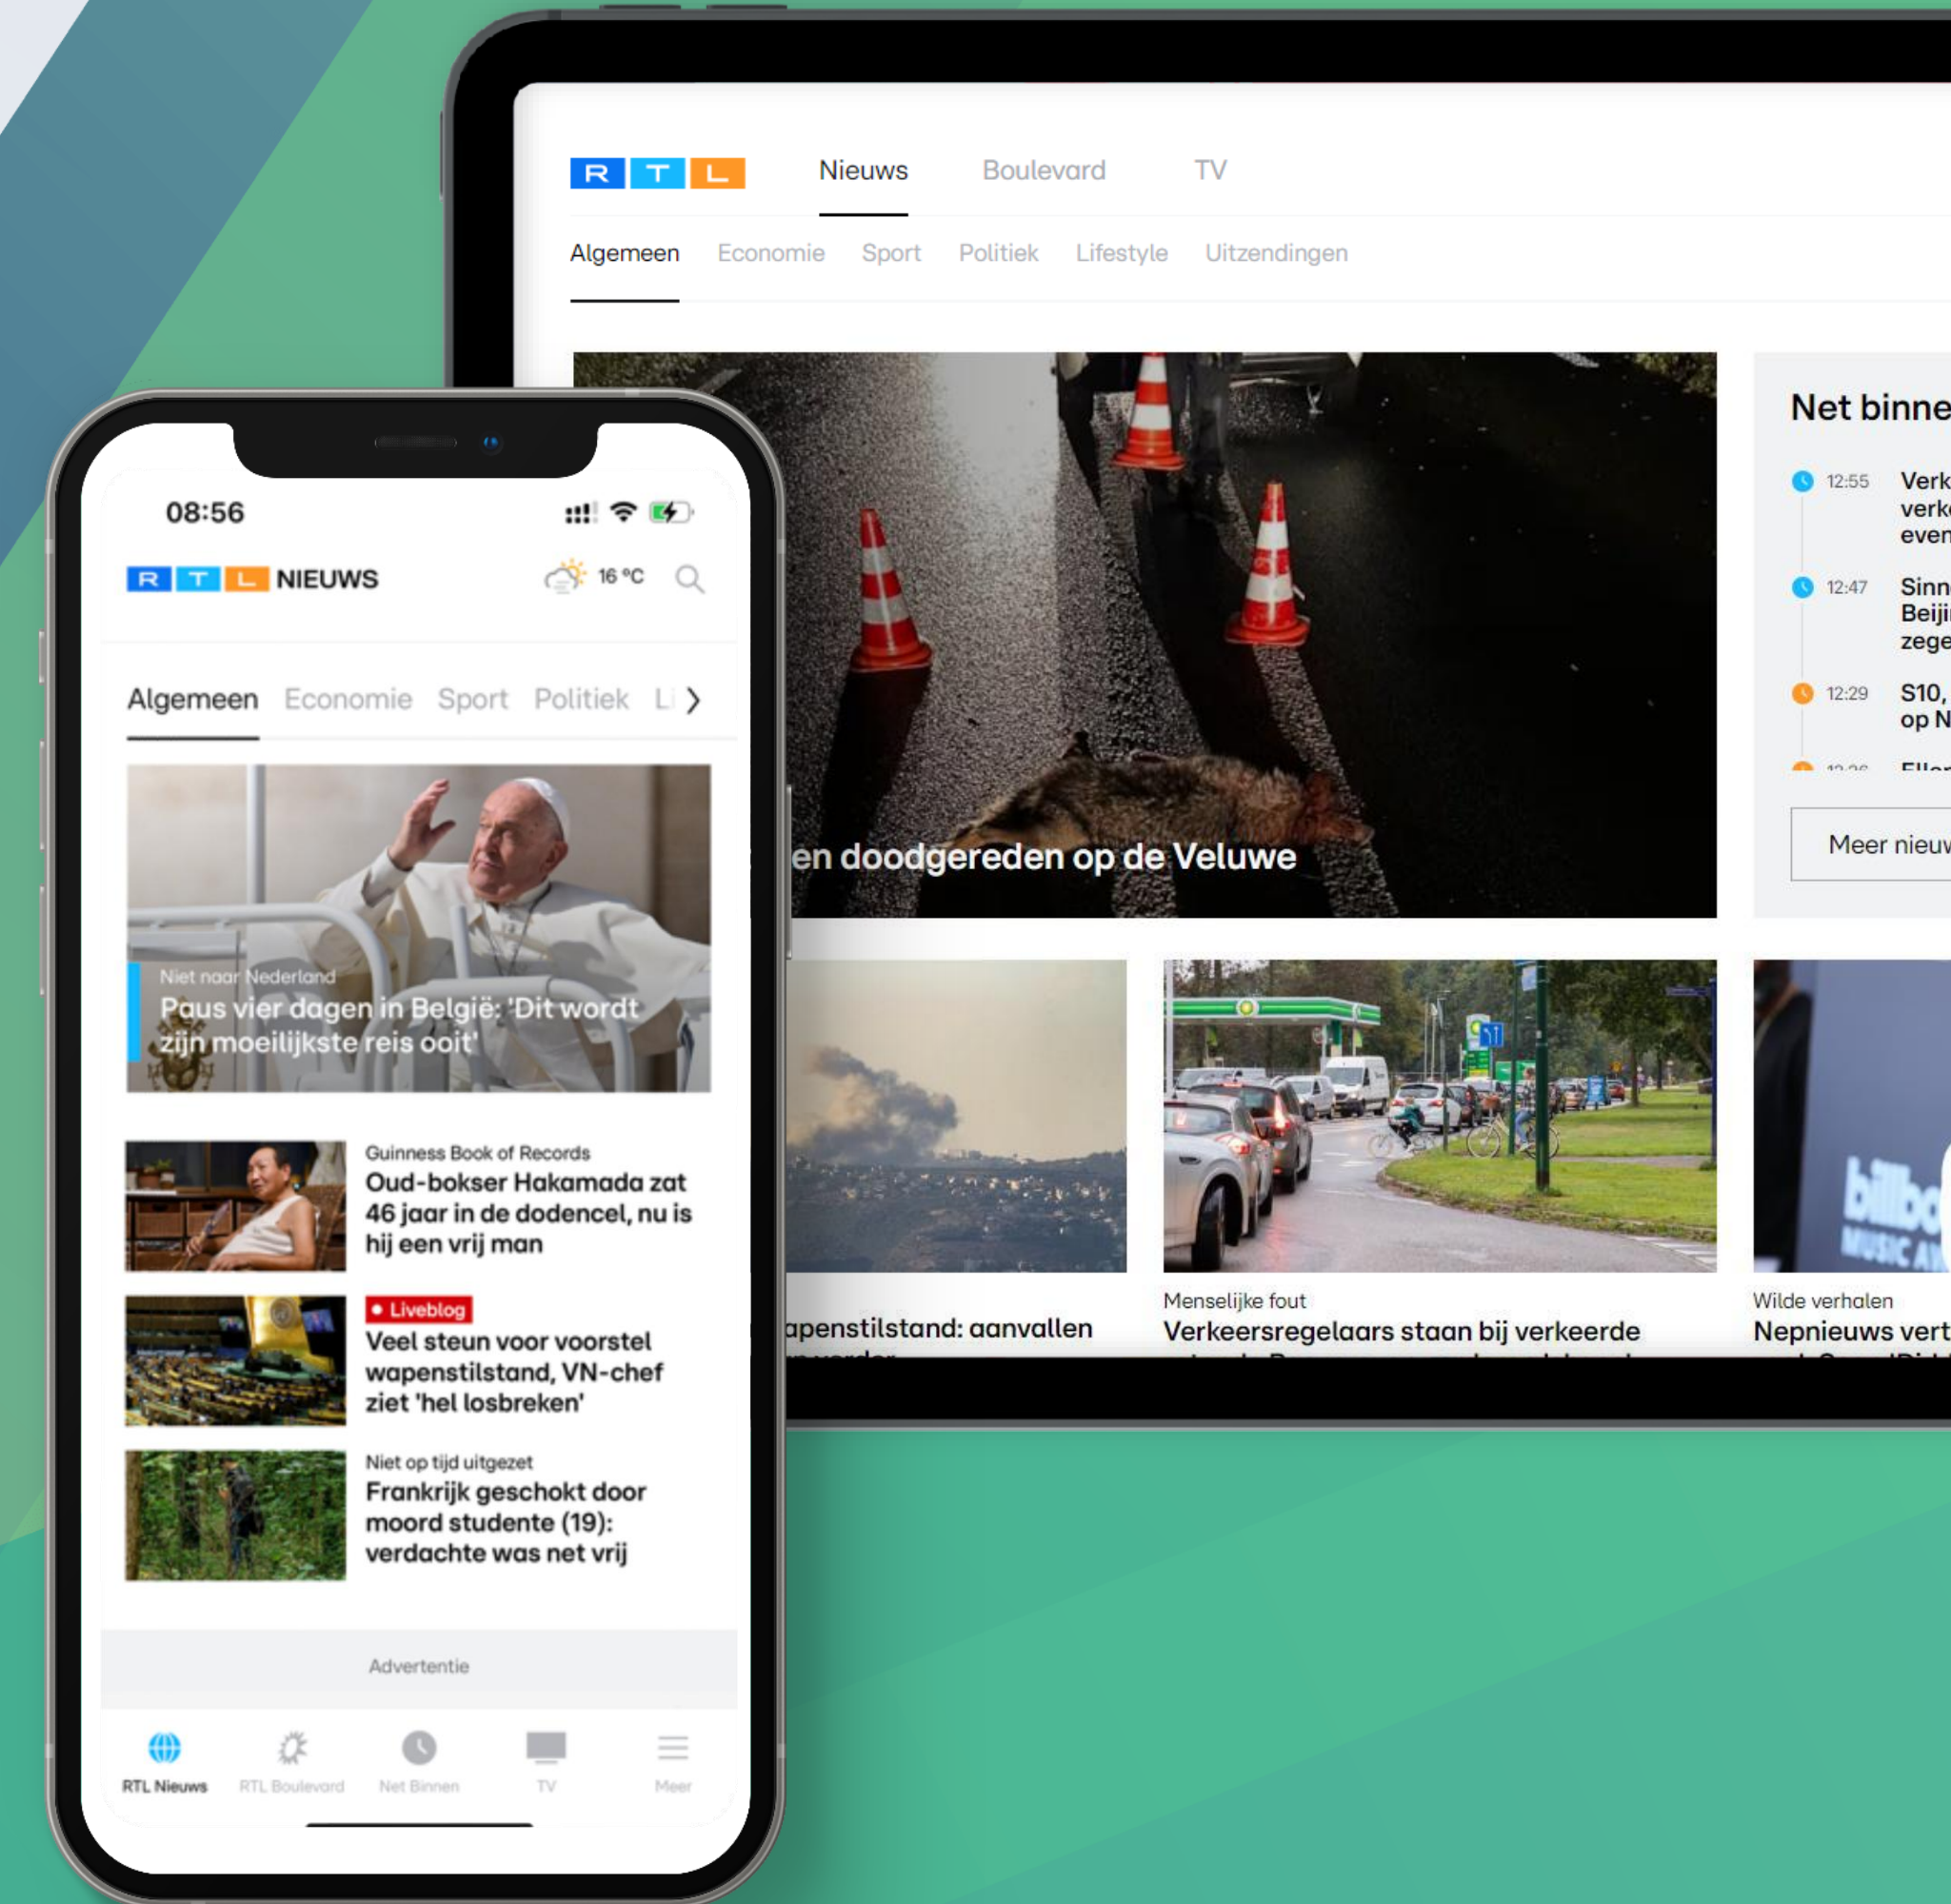 RTL Nieuws Boulevard TV
Algemeen Economie Sport Politiek Lifestyle Uitzendingen
en doodgereden op de Veluwe
Net
12:55
12:47
12:29 S10,
op
Meer
aanvallen
Menselijke fout
Verkeersregelaars staan bij verkeerde
Wilde verhalen
Nepnieuws
08:56
RTL NIEUWS 16 °C
Algemeen Economie Sport Politiek
Niet naar Nederland
Paus vier dagen in België: 'Dit wordt
zijn moeilijkste reis ooit'
Guinness Book of Records
Oud-bokser Hakamada zat
46 jaar in de dodencel, nu is
hij een vrij man
Liveblog
Veel steun voor voorstel
wapenstilstand, VN-chef
ziet 'hel losbreken'
Niet op tijd uitgezet
Frankrijk geschokt door
moord studente (19):
verdachte was net vrij
Advertentie
RTL Nieuws RTL Boulevard Net Binnen TV Meer